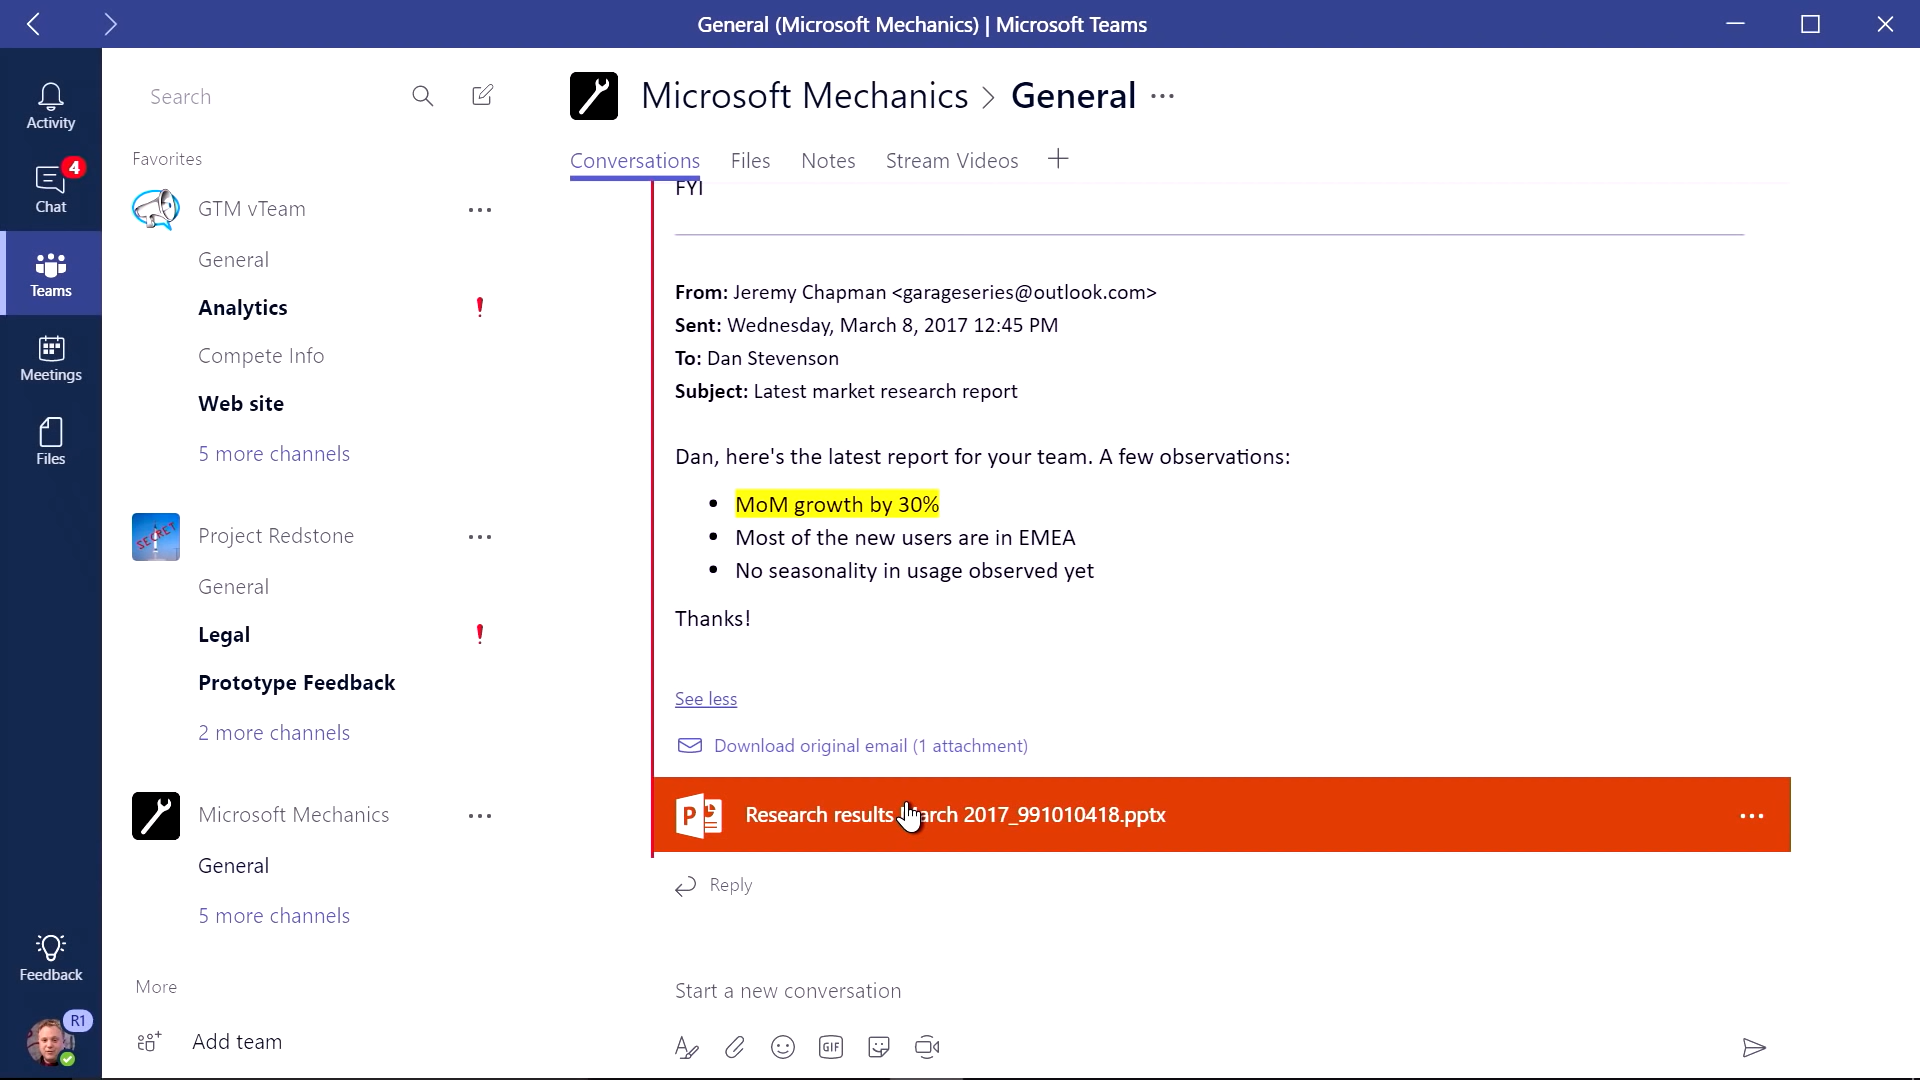 General (Microsoft Mechanics) | Microsoft Teams
Activity
4
Chat
Teams
Meetings
Files
Feedback
R1
Search
Favorites
GTM vTeam
General
Analytics
Compete Info
Web site
5 more channels
SECRET
Project Redstone
General
Legal
Prototype Feedback
2 more channels
Microsoft Mechanics
General
5 more channels
More
Add team
Microsoft Mechanics > General ...
Conversations Files Notes Stream Videos +
FYI
From: Jeremy Chapman <garageseries@outlook.com>
Sent: Wednesday, March 8, 2017 12:45 PM
To: Dan Stevenson
Subject: Latest market research report
Dan, here's the latest report for your team. A few observations:
• MoM growth by 30%
• Most of the new users are in EMEA
• No seasonality in usage observed yet
Thanks!
See less
Download original email (1 attachment)
Research results arch 2017_991010418.pptx
Reply
Start a new conversation
GIF